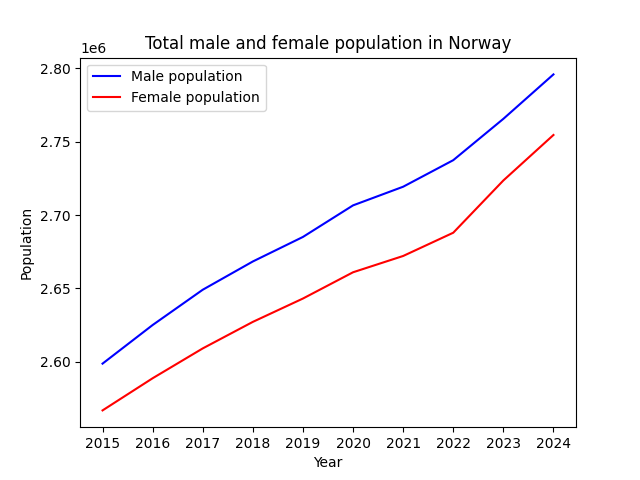 Total male and female population in Norway
1e6
Male population
Female population
2.80
2.75
2.70
2.65
2.60
Population
2015 2016 2017 2018 2019 2020 2021 2022 2023 2024
Year